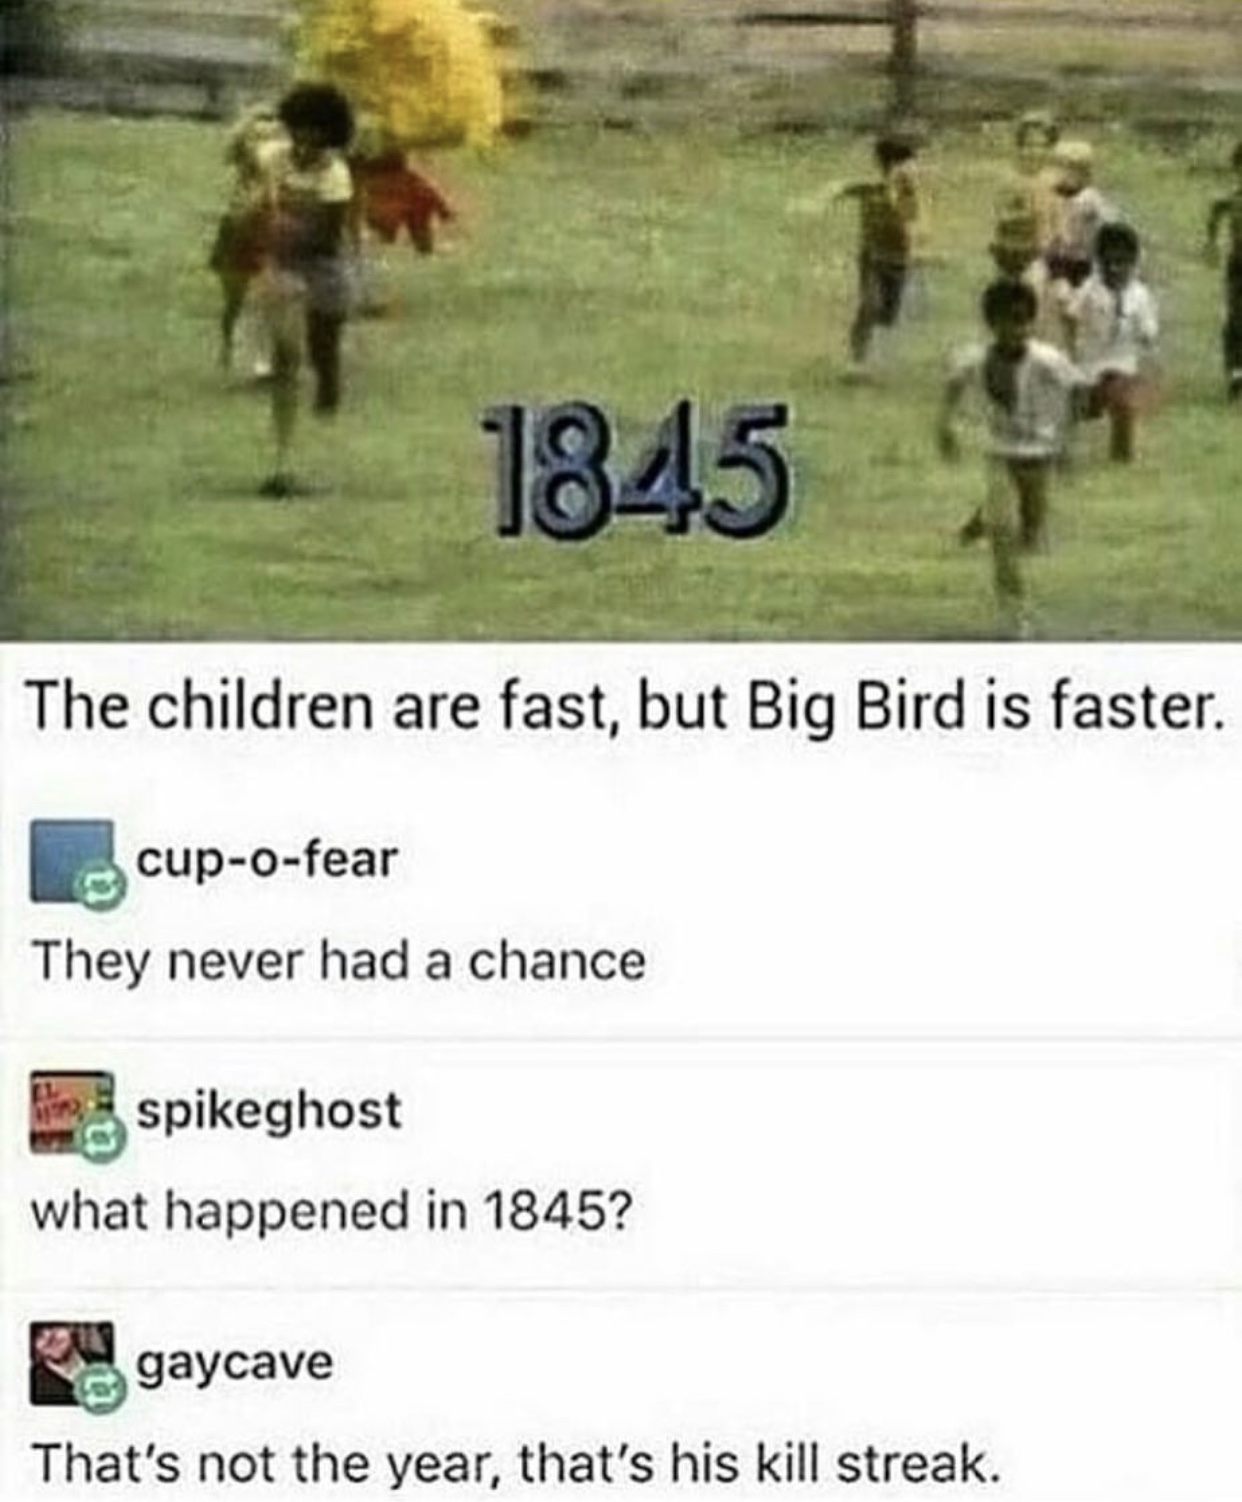 1845
The children are fast, but Big Bird is faster.
cup-o-fear
They never had a chance
spikeghost
what happened in 1845?
gaycave
That's not the year, that's his kill streak.